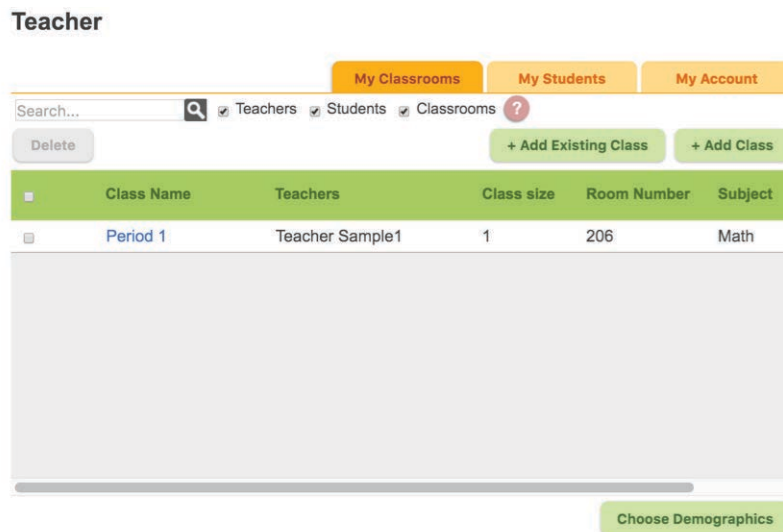 Teacher
My Classrooms My Students My Account
Search... Teachers Students Classrooms ?
Delete + Add Existing Class + Add Class
Class Name Teachers Class size Room Number Subject
Period 1 Teacher Sample1 1 206 Math
Choose Demographics